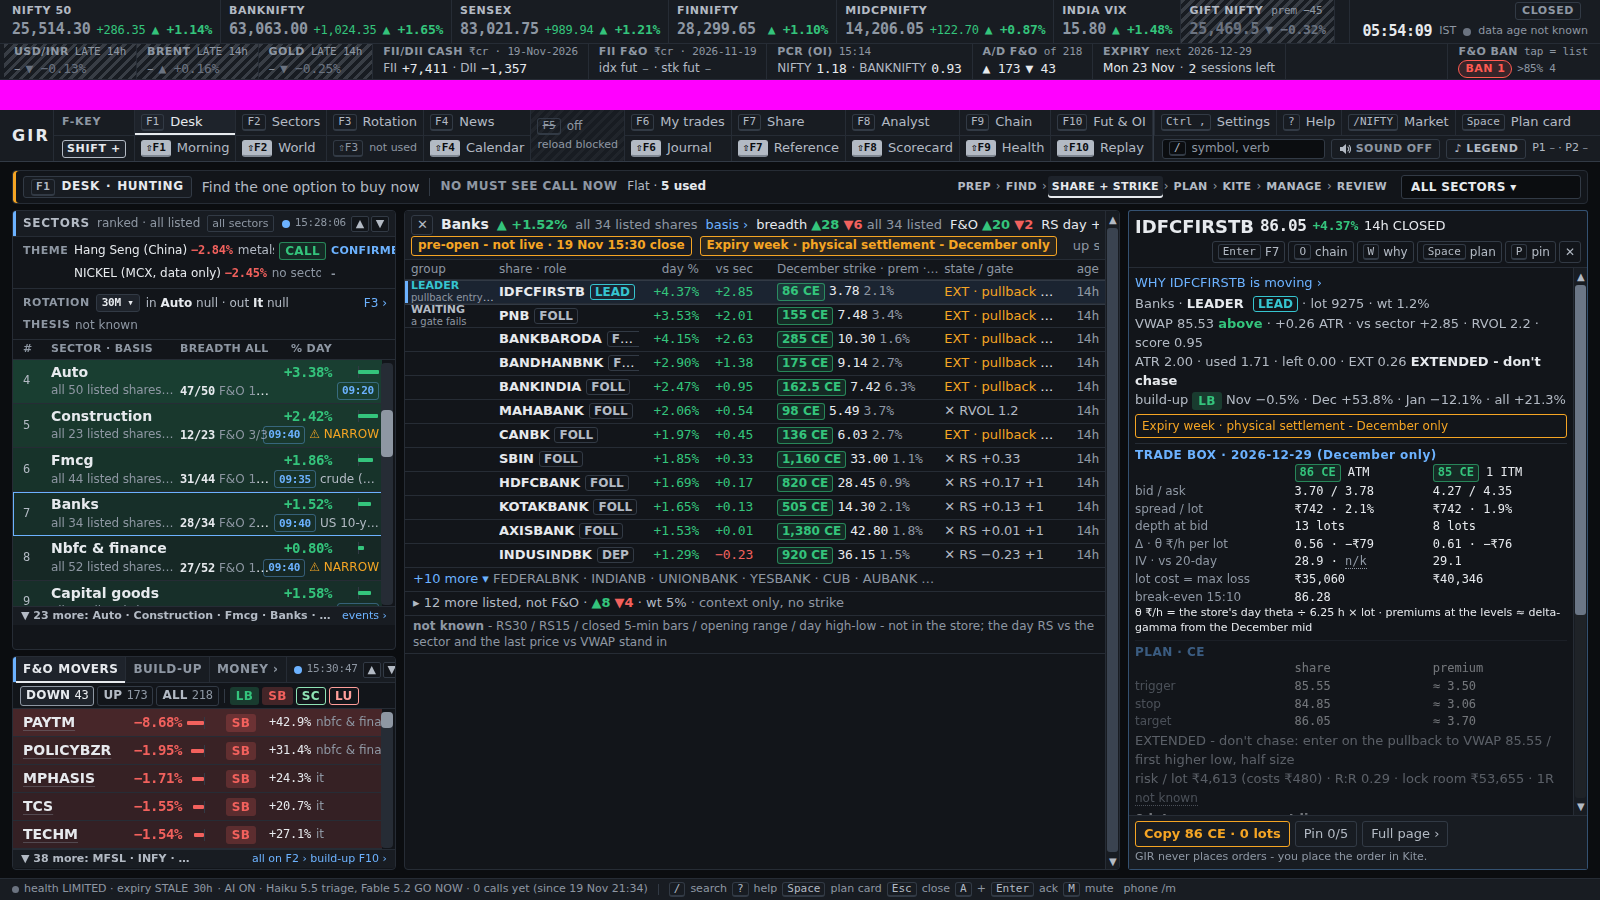 NIFTY 50 BANKNIFTY SENSEX FINNIFTY MIDCPNIFTY INDIA VIX GIFT NIFTY prem −45 CLOSED
25,514.30 +286.35 ▲ +1.14% 63,063.00 +1,024.35 ▲ +1.65% 83,021.75 +989.94 ▲ +1.21% 28,299.65 ▲ +1.10% 14,206.05 +122.70 ▲ +0.87% 15.80 ▲ +1.48% 25,469.5 ▼ −0.32% 05:54:09 IST ● data age not known
USD/INR LATE 14h BRENT LATE 14h GOLD LATE 14h FII/DII CASH ₹cr · 19-Nov-2026 FII F&O ₹cr · 2026-11-19 PCR (OI) 15:14 A/D F&O of 218 EXPIRY next 2026-12-29 F&O BAN tap = list
– ▼ −0.13% – ▲ +0.16% – ▼ −0.25% FII +7,411 · DII −1,357 idx fut – · stk fut – NIFTY 1.18 · BANKNIFTY 0.93 ▲ 173 ▼ 43 Mon 23 Nov · 2 sessions left BAN 1 >85% 4
GIR F-KEY F1 Desk F2 Sectors F3 Rotation F4 News F5 off F6 My trades F7 Share F8 Analyst F9 Chain F10 Fut & OI Ctrl , Settings ? Help /NIFTY Market Space Plan card
SHIFT + ⇧F1 Morning ⇧F2 World ⇧F3 not used ⇧F4 Calendar reload blocked ⇧F6 Journal ⇧F7 Reference ⇧F8 Scorecard ⇧F9 Health ⇧F10 Replay / symbol, verb SOUND OFF ♪ LEGEND P1 – · P2 –
F1 DESK · HUNTING Find the one option to buy now NO MUST SEE CALL NOW Flat · 5 used PREP › FIND › SHARE + STRIKE › PLAN › KITE › MANAGE › REVIEW ALL SECTORS ▾
SECTORS ranked · all listed all sectors ● 15:28:06 ▲ ▼
THEME Hang Seng (China) −2.84% metals CALL CONFIRME
NICKEL (MCX, data only) −2.45% no secto -
ROTATION 30M ▾ in Auto null · out It null F3 ›
THESIS not known
# SECTOR · BASIS BREADTH ALL % DAY
4 Auto +3.38%
all 50 listed shares… 47/50 F&O 1… 09:20
5 Construction +2.42%
all 23 listed shares… 12/23 F&O 3/3 09:40 ⚠ NARROW
6 Fmcg +1.86%
all 44 listed shares… 31/44 F&O 1… 09:35 crude (…
7 Banks +1.52%
all 34 listed shares… 28/34 F&O 2… 09:40 US 10-y…
8 Nbfc & finance +0.80%
all 52 listed shares… 27/52 F&O 1… 09:40 ⚠ NARROW
9 Capital goods +1.58%
▼ 23 more: Auto · Construction · Fmcg · Banks · … events ›
F&O MOVERS BUILD-UP MONEY › ● 15:30:47 ▲ ▼
DOWN 43 UP 173 ALL 218 LB SB SC LU
PAYTM −8.68% SB +42.9% nbfc & fina
POLICYBZR −1.95% SB +31.4% nbfc & fina
MPHASIS −1.71% SB +24.3% it
TCS −1.55% SB +20.7% it
TECHM −1.54% SB +27.1% it
▼ 38 more: MFSL · INFY · … all on F2 › build-up F10 ›
✕ Banks ▲ +1.52% all 34 listed shares basis › breadth ▲28 ▼6 all 34 listed F&O ▲20 ▼2 RS day +
pre-open - not live · 19 Nov 15:30 close Expiry week · physical settlement - December only up s
group share · role day % vs sec December strike · prem ·… state / gate age
LEADER
pullback entry… IDFCFIRSTB LEAD +4.37% +2.85 86 CE 3.78 2.1% EXT · pullback … 14h
WAITING
a gate fails PNB FOLL +3.53% +2.01 155 CE 7.48 3.4% EXT · pullback … 14h
BANKBARODA F… +4.15% +2.63 285 CE 10.30 1.6% EXT · pullback … 14h
BANDHANBNK F… +2.90% +1.38 175 CE 9.14 2.7% EXT · pullback … 14h
BANKINDIA FOLL +2.47% +0.95 162.5 CE 7.42 6.3% EXT · pullback … 14h
MAHABANK FOLL +2.06% +0.54 98 CE 5.49 3.7% ✕ RVOL 1.2 14h
CANBK FOLL +1.97% +0.45 136 CE 6.03 2.7% EXT · pullback … 14h
SBIN FOLL +1.85% +0.33 1,160 CE 33.00 1.1% ✕ RS +0.33 14h
HDFCBANK FOLL +1.69% +0.17 820 CE 28.45 0.9% ✕ RS +0.17 +1 14h
KOTAKBANK FOLL +1.65% +0.13 505 CE 14.30 2.1% ✕ RS +0.13 +1 14h
AXISBANK FOLL +1.53% +0.01 1,380 CE 42.80 1.8% ✕ RS +0.01 +1 14h
INDUSINDBK DEP +1.29% −0.23 920 CE 36.15 1.5% ✕ RS −0.23 +1 14h
+10 more ▾ FEDERALBNK · INDIANB · UNIONBANK · YESBANK · CUB · AUBANK …
▸ 12 more listed, not F&O · ▲8 ▼4 · wt 5% · context only, no strike
not known - RS30 / RS15 / closed 5-min bars / opening range / day high-low - not in the store; the day RS vs the
sector and the last price vs VWAP stand in
IDFCFIRSTB 86.05 +4.37% 14h CLOSED
Enter F7 O chain W why Space plan P pin ✕
WHY IDFCFIRSTB is moving ›
Banks · LEADER LEAD · lot 9275 · wt 1.2%
VWAP 85.53 above · +0.26 ATR · vs sector +2.85 · RVOL 2.2 ·
score 0.95
ATR 2.00 · used 1.71 · left 0.00 · EXT 0.26 EXTENDED - don't
chase
build-up LB Nov −0.5% · Dec +53.8% · Jan −12.1% · all +21.3%
Expiry week · physical settlement - December only
TRADE BOX · 2026-12-29 (December only)
86 CE ATM 85 CE 1 ITM
bid / ask 3.70 / 3.78 4.27 / 4.35
spread / lot ₹742 · 2.1% ₹742 · 1.9%
depth at bid 13 lots 8 lots
Δ · θ ₹/h per lot 0.56 · −₹79 0.61 · −₹76
IV · vs 20-day 28.9 · n/k 29.1
lot cost = max loss ₹35,060 ₹40,346
break-even 15:10 86.28
θ ₹/h = the store's day theta ÷ 6.25 h × lot · premiums at the levels ≈ delta-
gamma from the December mid
PLAN · CE
share premium
trigger 85.55 ≈ 3.50
stop 84.85 ≈ 3.06
target 86.05 ≈ 3.70
EXTENDED - don't chase: enter on the pullback to VWAP 85.55 /
first higher low, half size
risk / lot ₹4,613 (costs ₹480) · R:R 0.29 · lock room ₹53,655 · 1R
not known
Copy 86 CE · 0 lots Pin 0/5 Full page ›
GIR never places orders - you place the order in Kite.
● health LIMITED · expiry STALE 30h · AI ON · Haiku 5.5 triage, Fable 5.2 GO NOW · 0 calls yet (since 19 Nov 21:34) / search ? help Space plan card Esc close A + Enter ack M mute phone /m